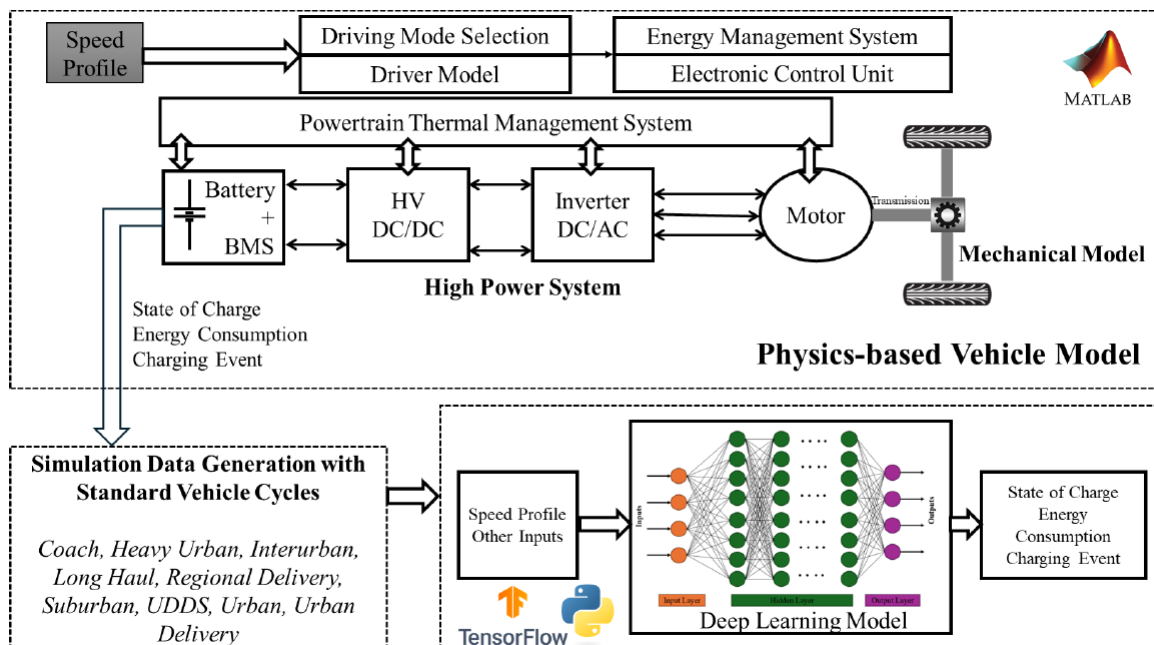 Speed
Profile
Driving Mode Selection
Driver Model
Energy Management System
Electronic Control Unit
MATLAB
Powertrain Thermal Management System
Battery
+
BMS
HV
DC/DC
Inverter
DC/AC
Motor
Transmission
Mechanical Model
High Power System
State of Charge
Energy Consumption
Charging Event
Physics-based Vehicle Model
Simulation Data Generation with
Standard Vehicle Cycles
Coach, Heavy Urban, Interurban,
Long Haul, Regional Delivery,
Suburban, UDDS, Urban, Urban
Delivery
Speed Profile
Other Inputs
TensorFlow
Inputs
Outputs
Input Layer
Hidden Layer
Output Layer
Deep Learning Model
State of Charge
Energy
Consumption
Charging Event